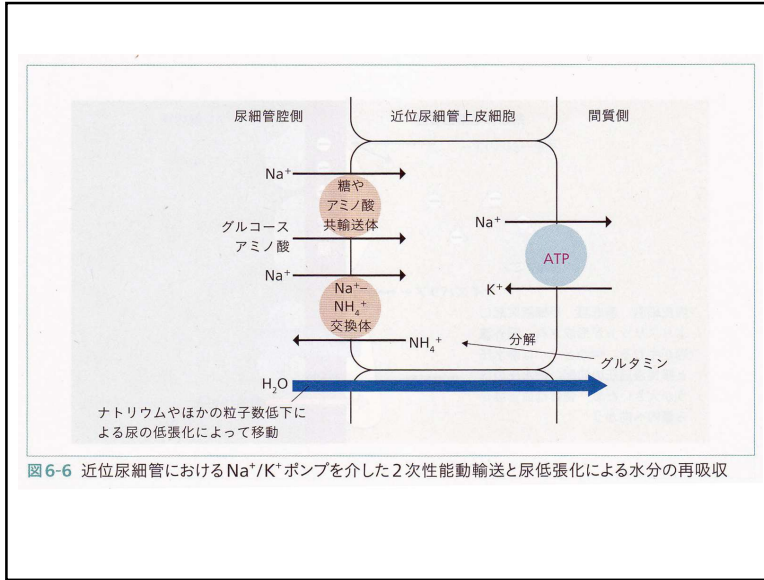 尿細管腔側
近位尿細管上皮細胞
間質側
Na⁺
糖や
アミノ酸
共輸送体
グルコース
アミノ酸
Na⁺
Na⁺–
NH₄⁺
交換体
NH₄⁺
分解
グルタミン
Na⁺
ATP
K⁺
H₂O
ナトリウムやほかの粒子数低下に
よる尿の低張化によって移動
図6-6 近位尿細管におけるNa⁺/K⁺ポンプを介した2次性能動輸送と尿低張化による水分の再吸収